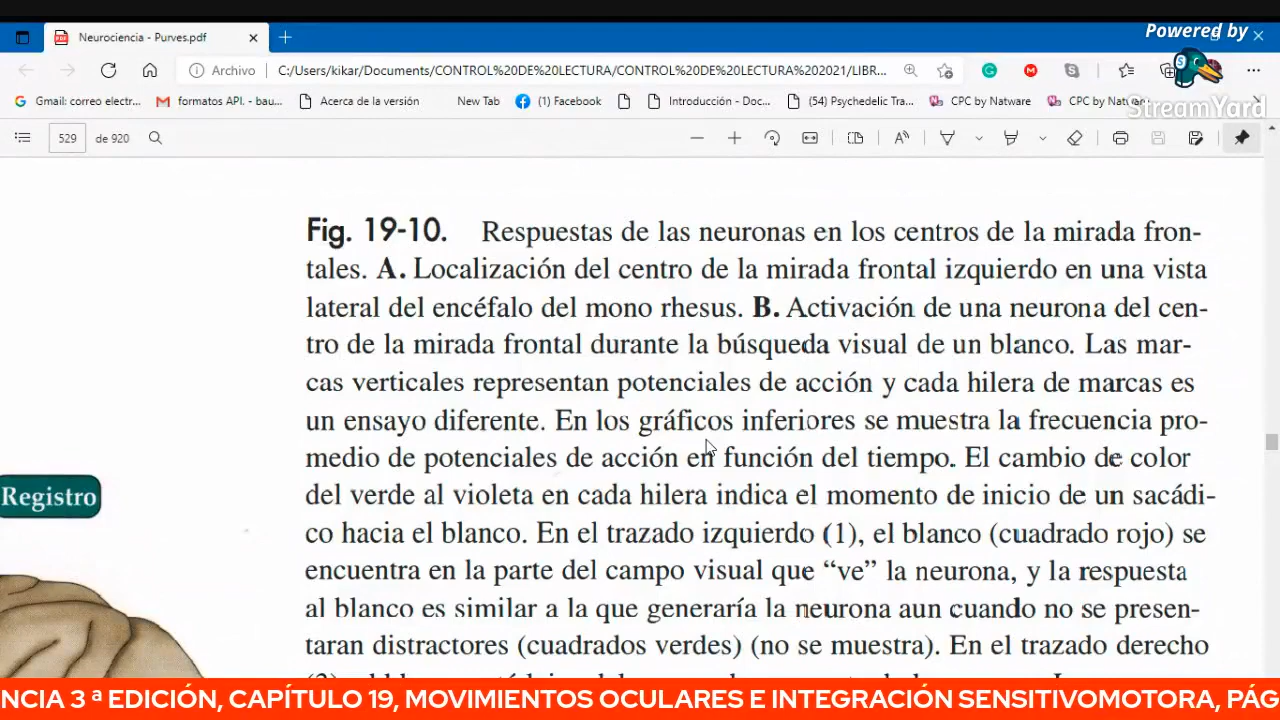 Powered by
Neurociencia - Purves.pdf
StreamYard
Archivo
C:/Users/kikar/Documents/CONTROL%20DE%20LECTURA/CONTROL%20DE%20LECTURA%202021/LIBR...
Gmail: correo electr...
formatos API. - bau...
Acerca de la versión
New Tab
(1) Facebook
Introducción - Doc...
(54) Psychedelic Tra...
CPC by Natware
CPC by Natware
529 de 920
Fig. 19-10. Respuestas de las neuronas en los centros de la mirada fron-
tales. A. Localización del centro de la mirada frontal izquierdo en una vista
lateral del encéfalo del mono rhesus. B. Activación de una neurona del cen-
tro de la mirada frontal durante la búsqueda visual de un blanco. Las mar-
cas verticales representan potenciales de acción y cada hilera de marcas es
un ensayo diferente. En los gráficos inferiores se muestra la frecuencia pro-
medio de potenciales de acción en función del tiempo. El cambio de color
del verde al violeta en cada hilera indica el momento de inicio de un sacádi-
co hacia el blanco. En el trazado izquierdo (1), el blanco (cuadrado rojo) se
encuentra en la parte del campo visual que “ve” la neurona, y la respuesta
al blanco es similar a la que generaría la neurona aun cuando no se presen-
taran distractores (cuadrados verdes) (no se muestra). En el trazado derecho
Registro
NCIA 3 ª EDICIÓN, CAPÍTULO 19, MOVIMIENTOS OCULARES E INTEGRACIÓN SENSITIVOMOTORA, PÁG